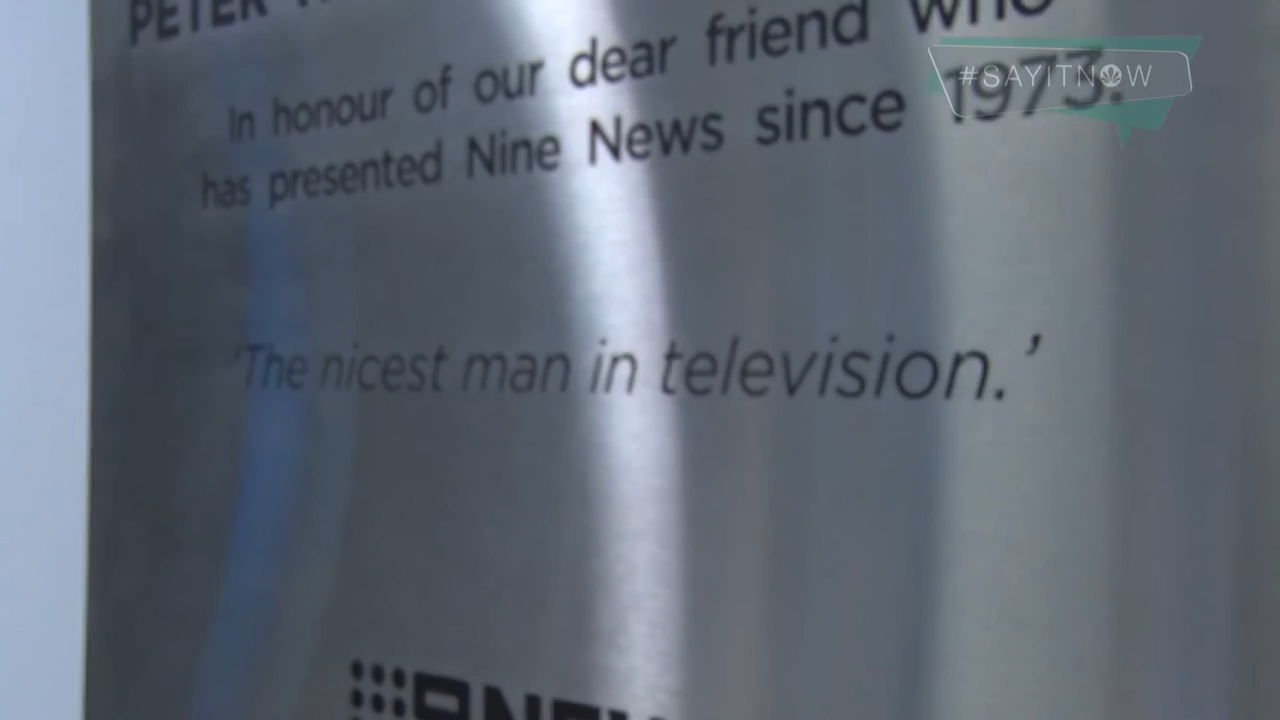 PETER
In honour of our dear friend who
#SAYITNOW
has presented Nine News since 1973.
'The nicest man in television.'